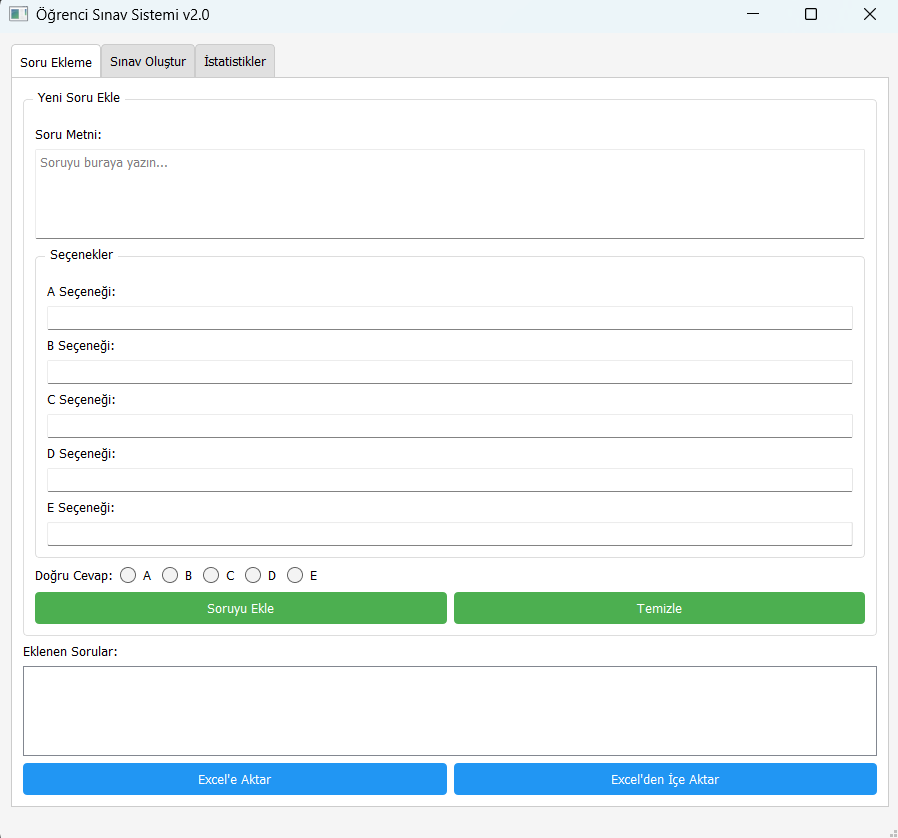 Öğrenci Sınav Sistemi v2.0
Soru Ekleme Sınav Oluştur İstatistikler
Yeni Soru Ekle
Soru Metni:
Soruyu buraya yazın...
Seçenekler
A Seçeneği:
B Seçeneği:
C Seçeneği:
D Seçeneği:
E Seçeneği:
Doğru Cevap: A B C D E
Soruyu Ekle Temizle
Eklenen Sorular:
Excel'e Aktar Excel'den İçe Aktar